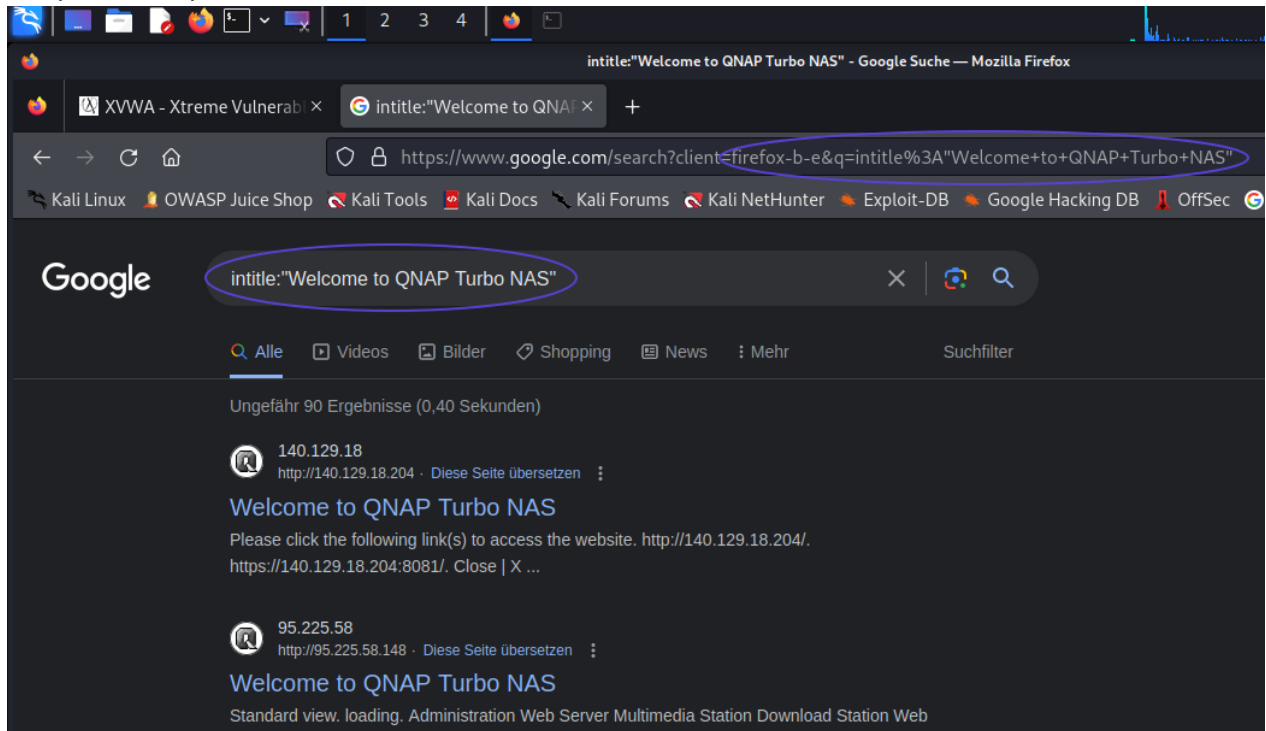 1 2 3 4
intitle:"Welcome to QNAP Turbo NAS" - Google Suche — Mozilla Firefox
XVWA - Xtreme Vulnerabl × intitle:"Welcome to QNAP × +
https://www.google.com/search?client=firefox-b-e&q=intitle%3A"Welcome+to+QNAP+Turbo+NAS"
Kali Linux OWASP Juice Shop Kali Tools Kali Docs Kali Forums Kali NetHunter Exploit-DB Google Hacking DB OffSec
Google intitle:"Welcome to QNAP Turbo NAS"
Alle Videos Bilder Shopping News Mehr Suchfilter
Ungefähr 90 Ergebnisse (0,40 Sekunden)
140.129.18
http://140.129.18.204 · Diese Seite übersetzen
Welcome to QNAP Turbo NAS
Please click the following link(s) to access the website. http://140.129.18.204/.
https://140.129.18.204:8081/. Close | X ...
95.225.58
http://95.225.58.148 · Diese Seite übersetzen
Welcome to QNAP Turbo NAS
Standard view. loading. Administration Web Server Multimedia Station Download Station Web